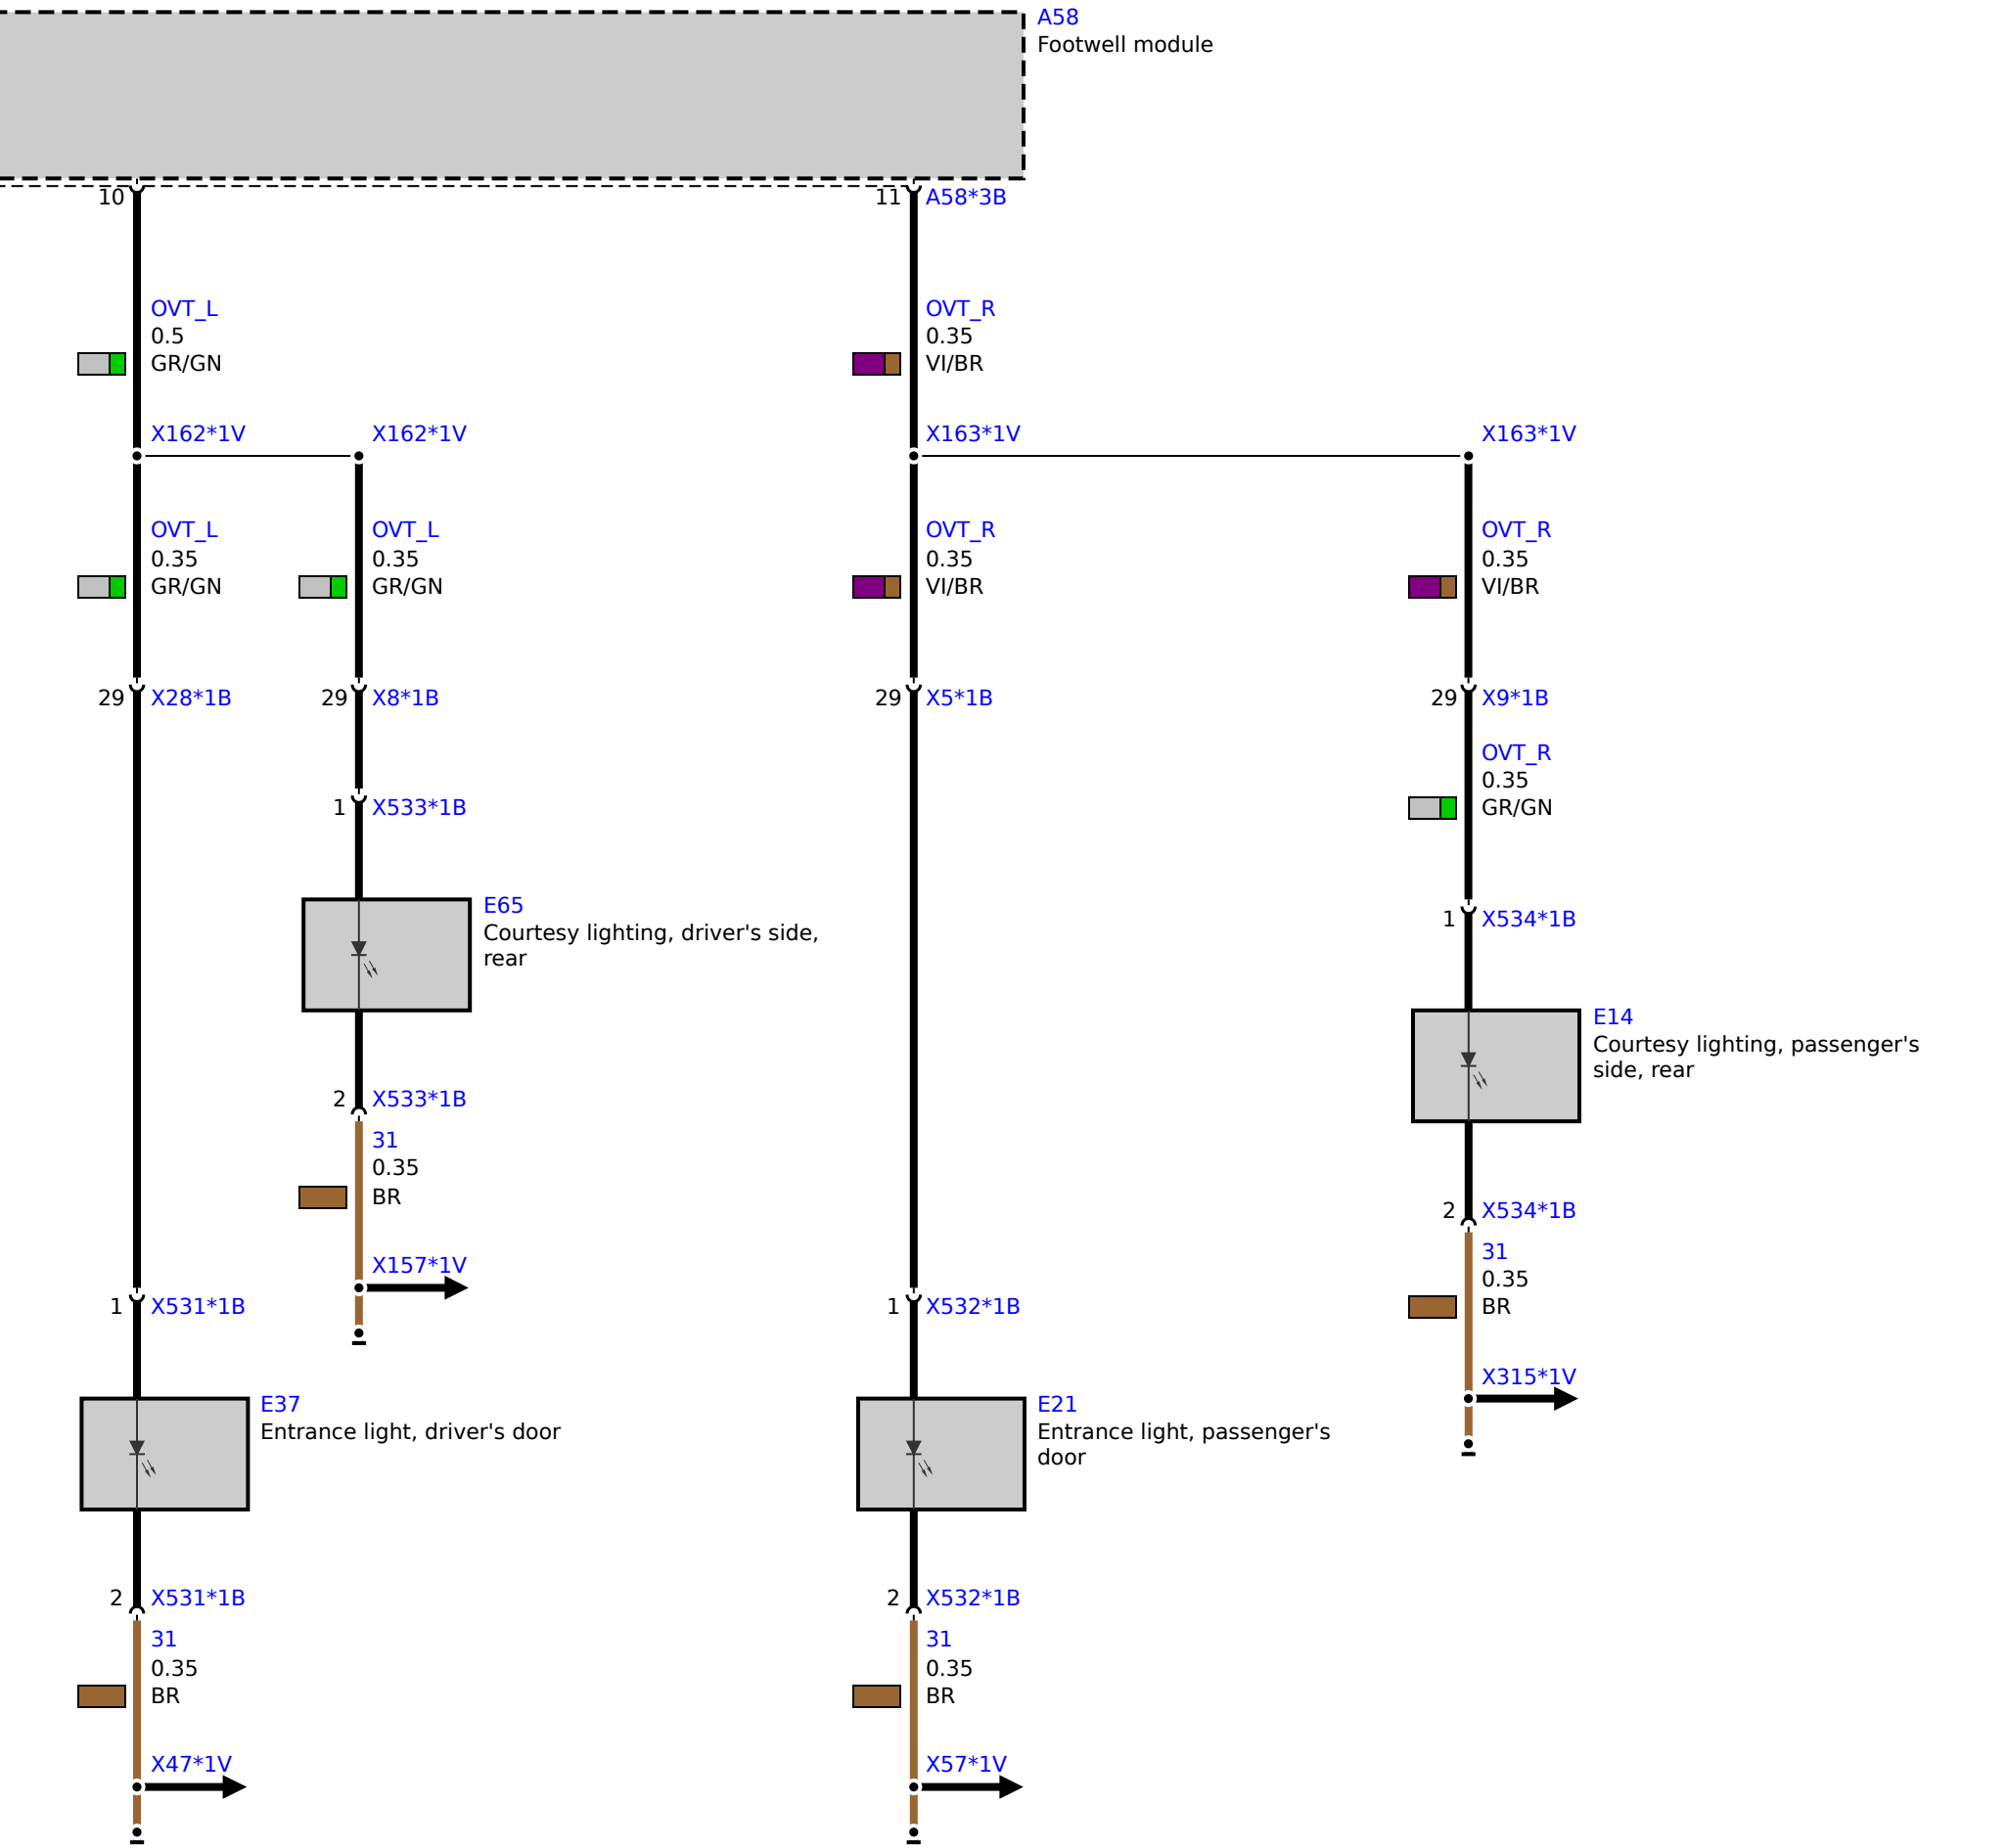 A58
Footwell module
10
11 A58*3B
OVT_L
0.5
GR/GN
OVT_R
0.35
VI/BR
X162*1V
X162*1V
X163*1V
X163*1V
OVT_L
0.35
GR/GN
OVT_L
0.35
GR/GN
OVT_R
0.35
VI/BR
OVT_R
0.35
VI/BR
29 X28*1B
29 X8*1B
29 X5*1B
29 X9*1B
OVT_R
0.35
GR/GN
1 X533*1B
1 X534*1B
E65
Courtesy lighting, driver's side,
rear
E14
Courtesy lighting, passenger's
side, rear
2 X533*1B
31
0.35
BR
X157*1V
2 X534*1B
31
0.35
BR
X315*1V
1 X531*1B
1 X532*1B
E37
Entrance light, driver's door
E21
Entrance light, passenger's
door
2 X531*1B
31
0.35
BR
X47*1V
2 X532*1B
31
0.35
BR
X57*1V